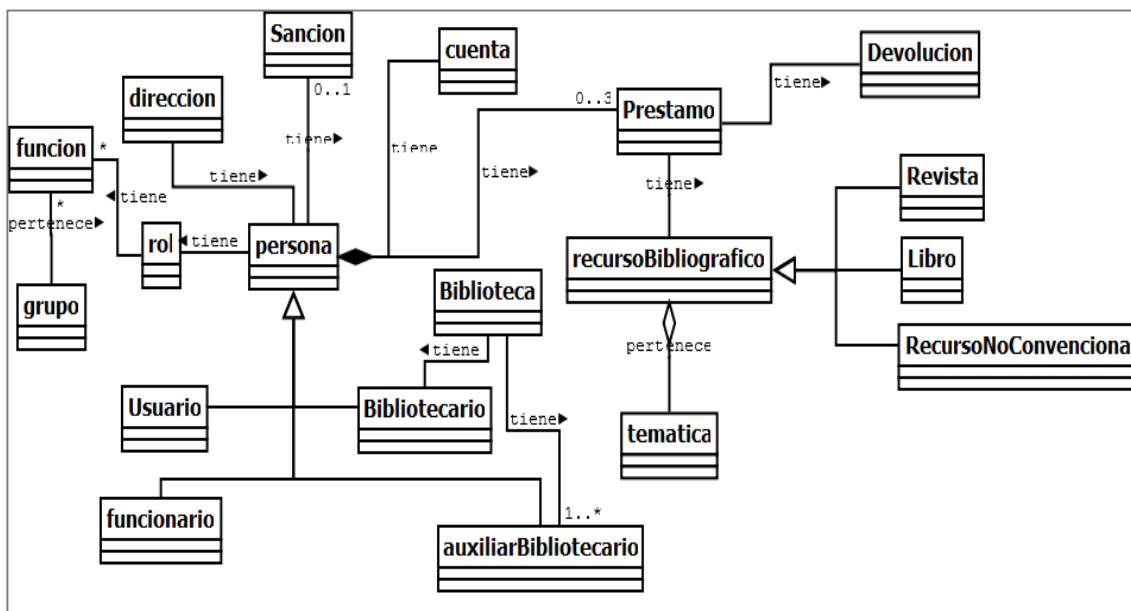 Sancion
cuenta
Devolucion
direccion
0..1
0..3
Prestamo
tiene
funcion
*
tiene
tiene
tiene
Revista
tiene
tiene
tiene
*
pertenece
rol
tiene
persona
recursoBibliografico
Libro
grupo
Biblioteca
RecursoNoConvenciona
tiene
pertenece
Usuario
Bibliotecario
tiene
tematica
funcionario
1..*
auxiliarBibliotecario